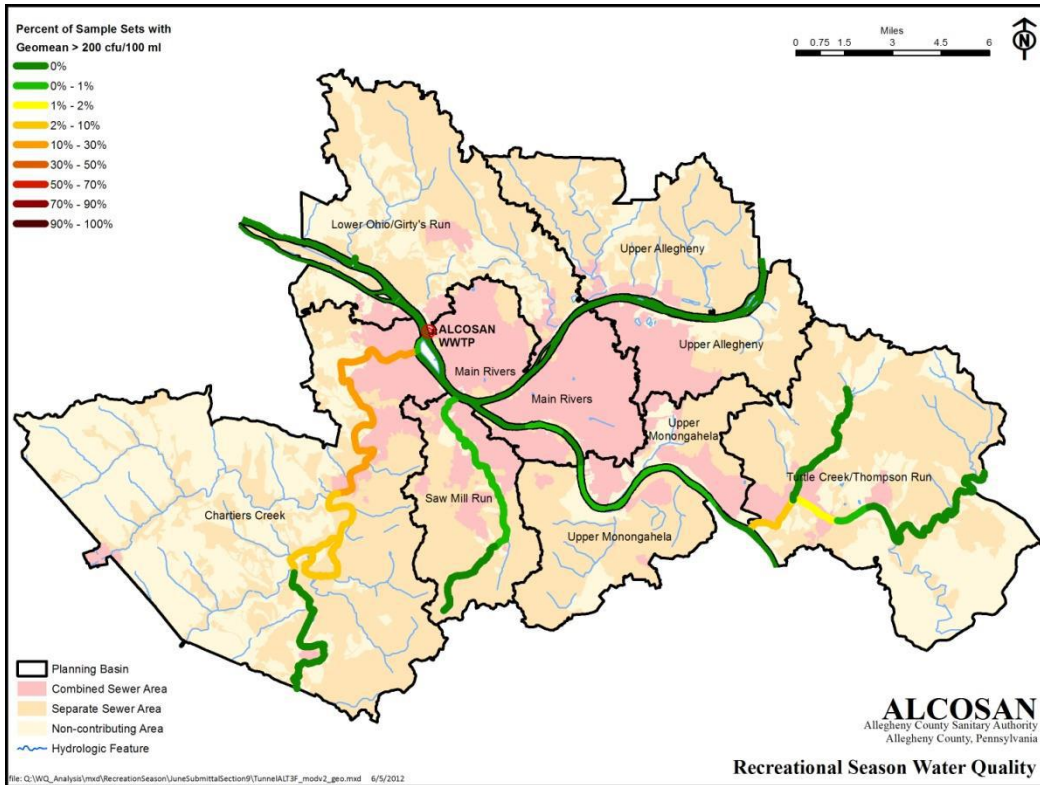 Percent of Sample Sets with
Geomean > 200 cfu/100 ml
0%
0% - 1%
1% - 2%
2% - 10%
10% - 30%
30% - 50%
50% - 70%
70% - 90%
90% - 100%
Miles
0 0.75 1.5 3 4.5 6
N
Lower Ohio/Girty's Run
Upper Allegheny
ALCOSAN
WWTP
Upper Allegheny
Main Rivers
Main Rivers
Upper
Monongahela
Turtle Creek/Thompson Run
Saw Mill Run
Chartiers Creek
Upper Monongahela
Planning Basin
Combined Sewer Area
Separate Sewer Area
Non-contributing Area
Hydrologic Feature
ALCOSAN
Allegheny County Sanitary Authority
Allegheny County, Pennsylvania
Recreational Season Water Quality
file: Q:\WQ_Analysis\mxd\RecreationSeason\JuneSubmittalSection9\TunnelALT3F_modv2_geo.mxd 6/5/2012